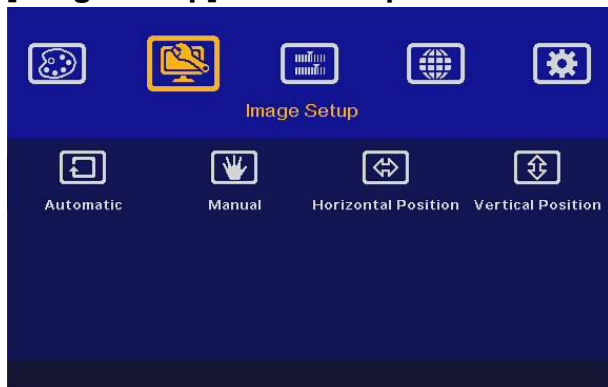 Image Setup
Automatic
Manual
Horizontal Position
Vertical Position